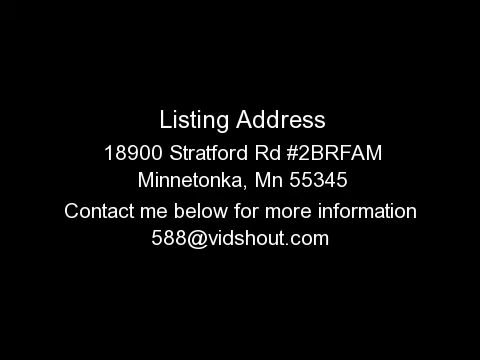 Listing Address
18900 Stratford Rd #2BRFAM
Minnetonka, Mn 55345
Contact me below for more information
588@vidshout.com